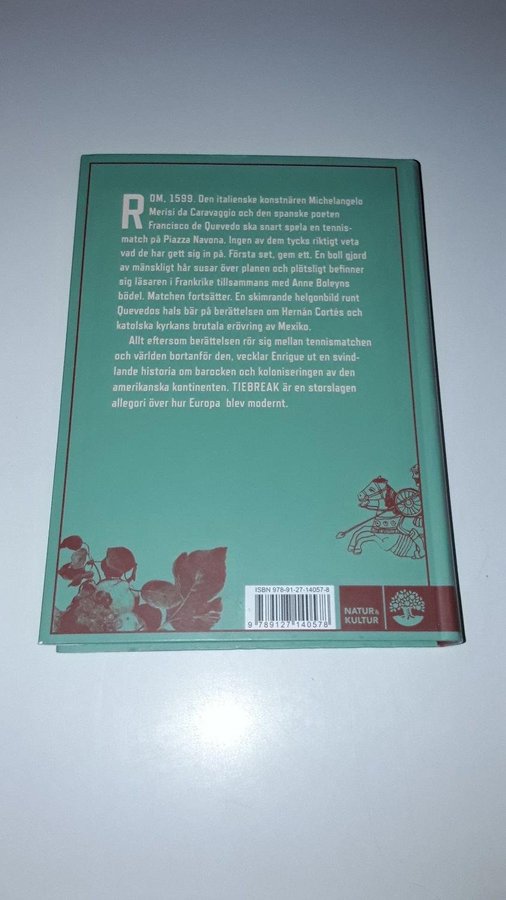 ROM, 1599. Den italienske konstnären Michelangelo
Merisi da Caravaggio och den spanske poeten
Francisco de Quevedo ska snart spela en tennis-
match på Piazza Navona. Ingen av dem tycks riktigt veta
vad de har gett sig in på. Första set, gem ett. En boll gjord
av mänskligt hår susar över planen och plötsligt befinner
sig läsaren i Frankrike tillsammans med Anne Boleyns
bödel. Matchen fortsätter. En skimrande helgonbild runt
Quevedos hals bär på berättelsen om Hernán Cortés och
katolska kyrkans brutala erövring av Mexiko.
Allt eftersom berättelsen rör sig mellan tennismatchen
och världen bortanför den, vecklar Enrigue ut en svind-
lande historia om barocken och koloniseringen av den
amerikanska kontinenten. TIEBREAK är en storslagen
allegori över hur Europa blev modernt.
ISBN 978-91-27-14057-8
9 789127 140578
NATUR &
KULTUR